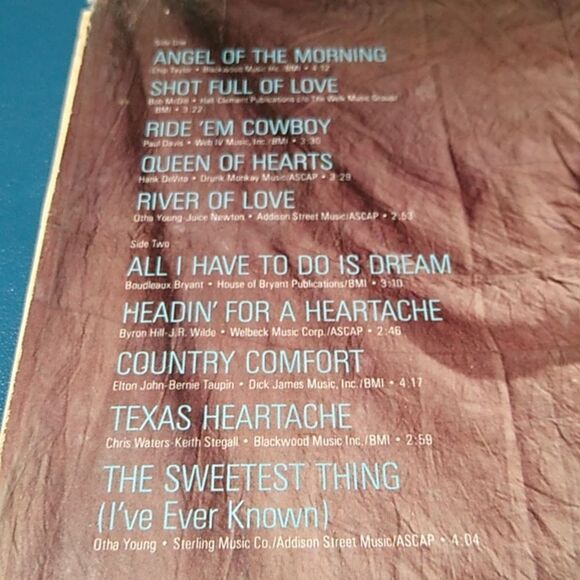 Side One
ANGEL OF THE MORNING
Chip Taylor • Blackwood Music Inc./BMI • 4:12
SHOT FULL OF LOVE
Bob McDill • Hall-Clement Publications c/o The Welk Music Group/
BMI • 3:22
RIDE 'EM COWBOY
Paul Davis • Web IV Music, Inc./BMI • 3:30
QUEEN OF HEARTS
Hank DeVito • Drunk Monkey Music/ASCAP • 3:29
RIVER OF LOVE
Otha Young-Juice Newton • Addison Street Music/ASCAP • 2:53
Side Two
ALL I HAVE TO DO IS DREAM
Boudleaux Bryant • House of Bryant Publications/BMI • 3:10
HEADIN' FOR A HEARTACHE
Byron Hill-J.R. Wilde • Welbeck Music Corp./ASCAP • 2:46
COUNTRY COMFORT
Elton John-Bernie Taupin • Dick James Music, Inc./BMI • 4:17
TEXAS HEARTACHE
Chris Waters-Keith Stegall • Blackwood Music Inc./BMI • 2:59
THE SWEETEST THING
(I've Ever Known)
Otha Young • Sterling Music Co./Addison Street Music/ASCAP • 4:04